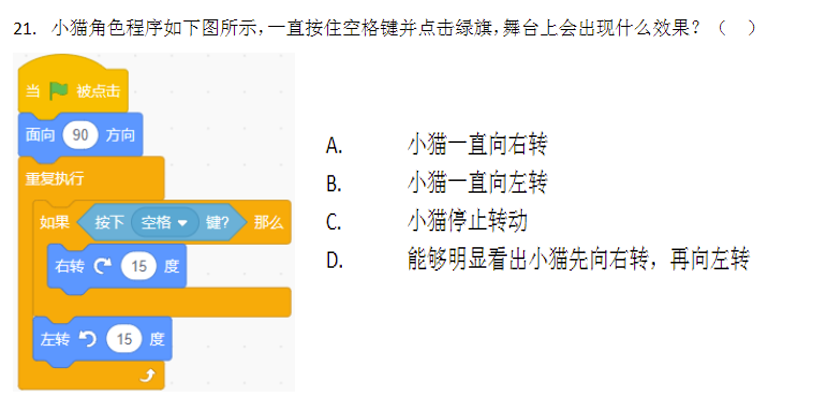 21. 小猫角色程序如下图所示,一直按住空格键并点击绿旗,舞台上会出现什么效果?( )
当 被点击
面向 90 方向
重复执行
如果 按下 空格 键? 那么
右转 15 度
左转 15 度
A. 小猫一直向右转
B. 小猫一直向左转
C. 小猫停止转动
D. 能够明显看出小猫先向右转，再向左转